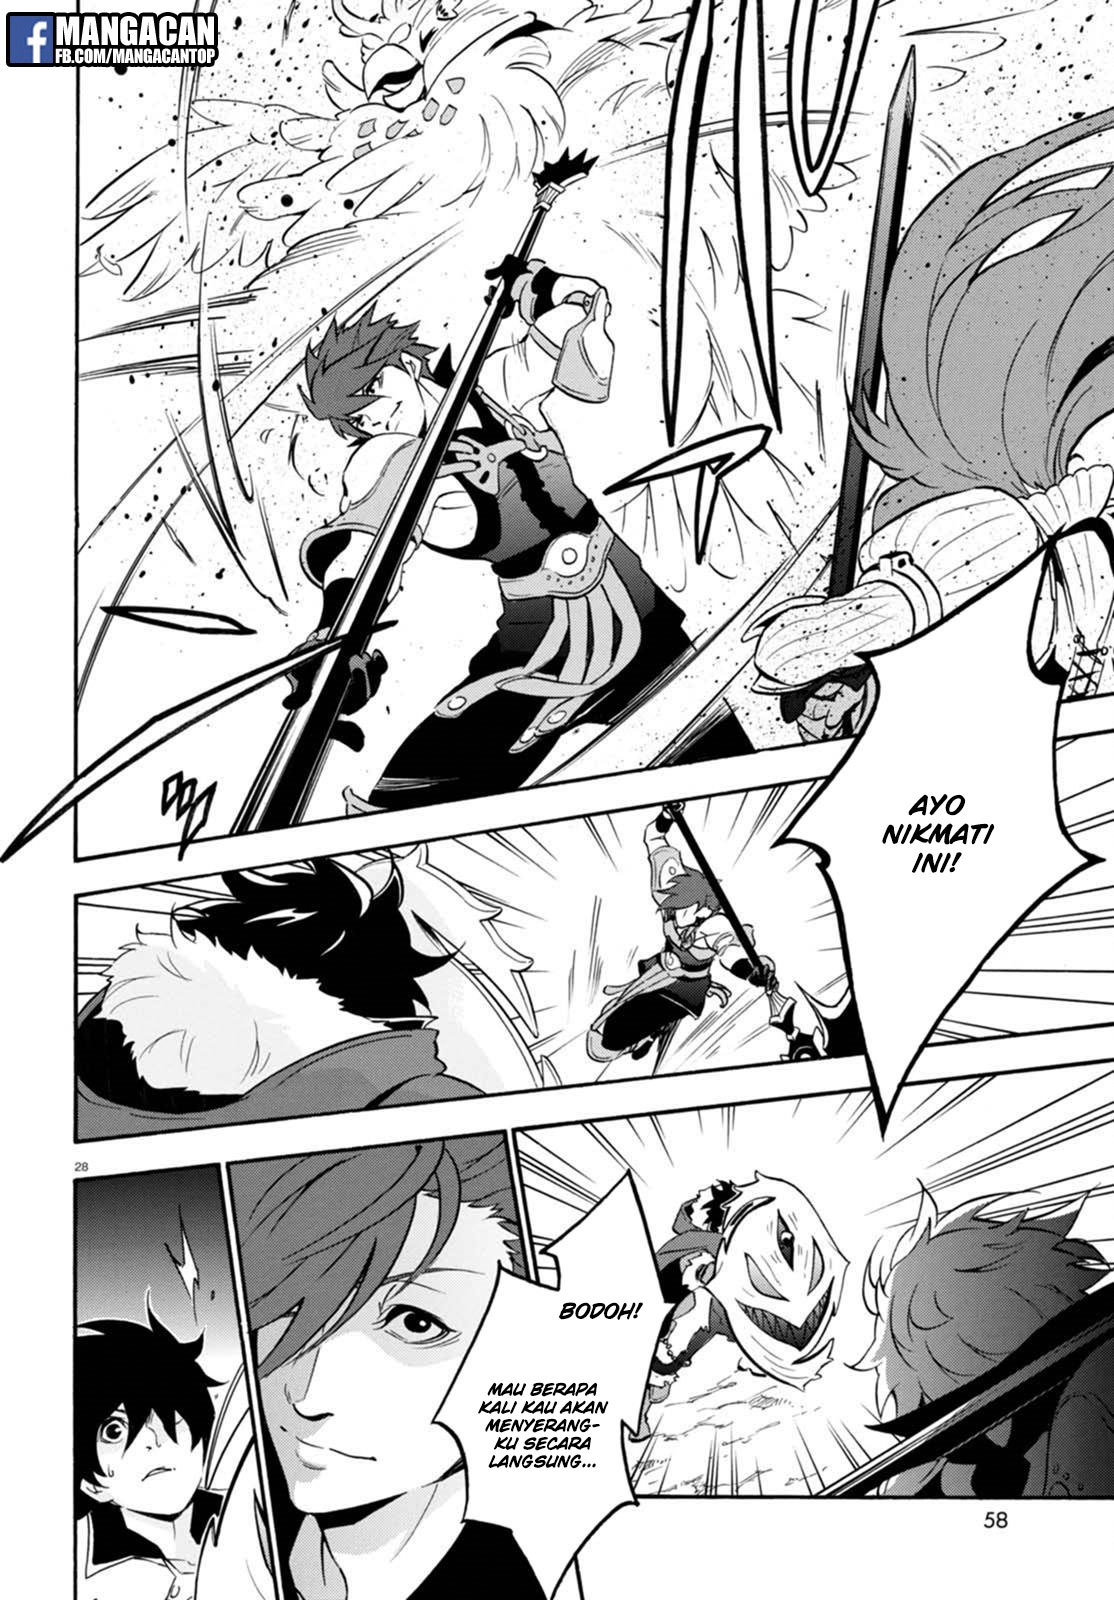 f MANGACAN
FB.COM/MANGACANTOP
AYO
NIKMATI
INI!
28
BODOH!
MAU BERAPA
KALI KAU AKAN
MENYERANG-
KU SECARA
LANGSUNG...
58